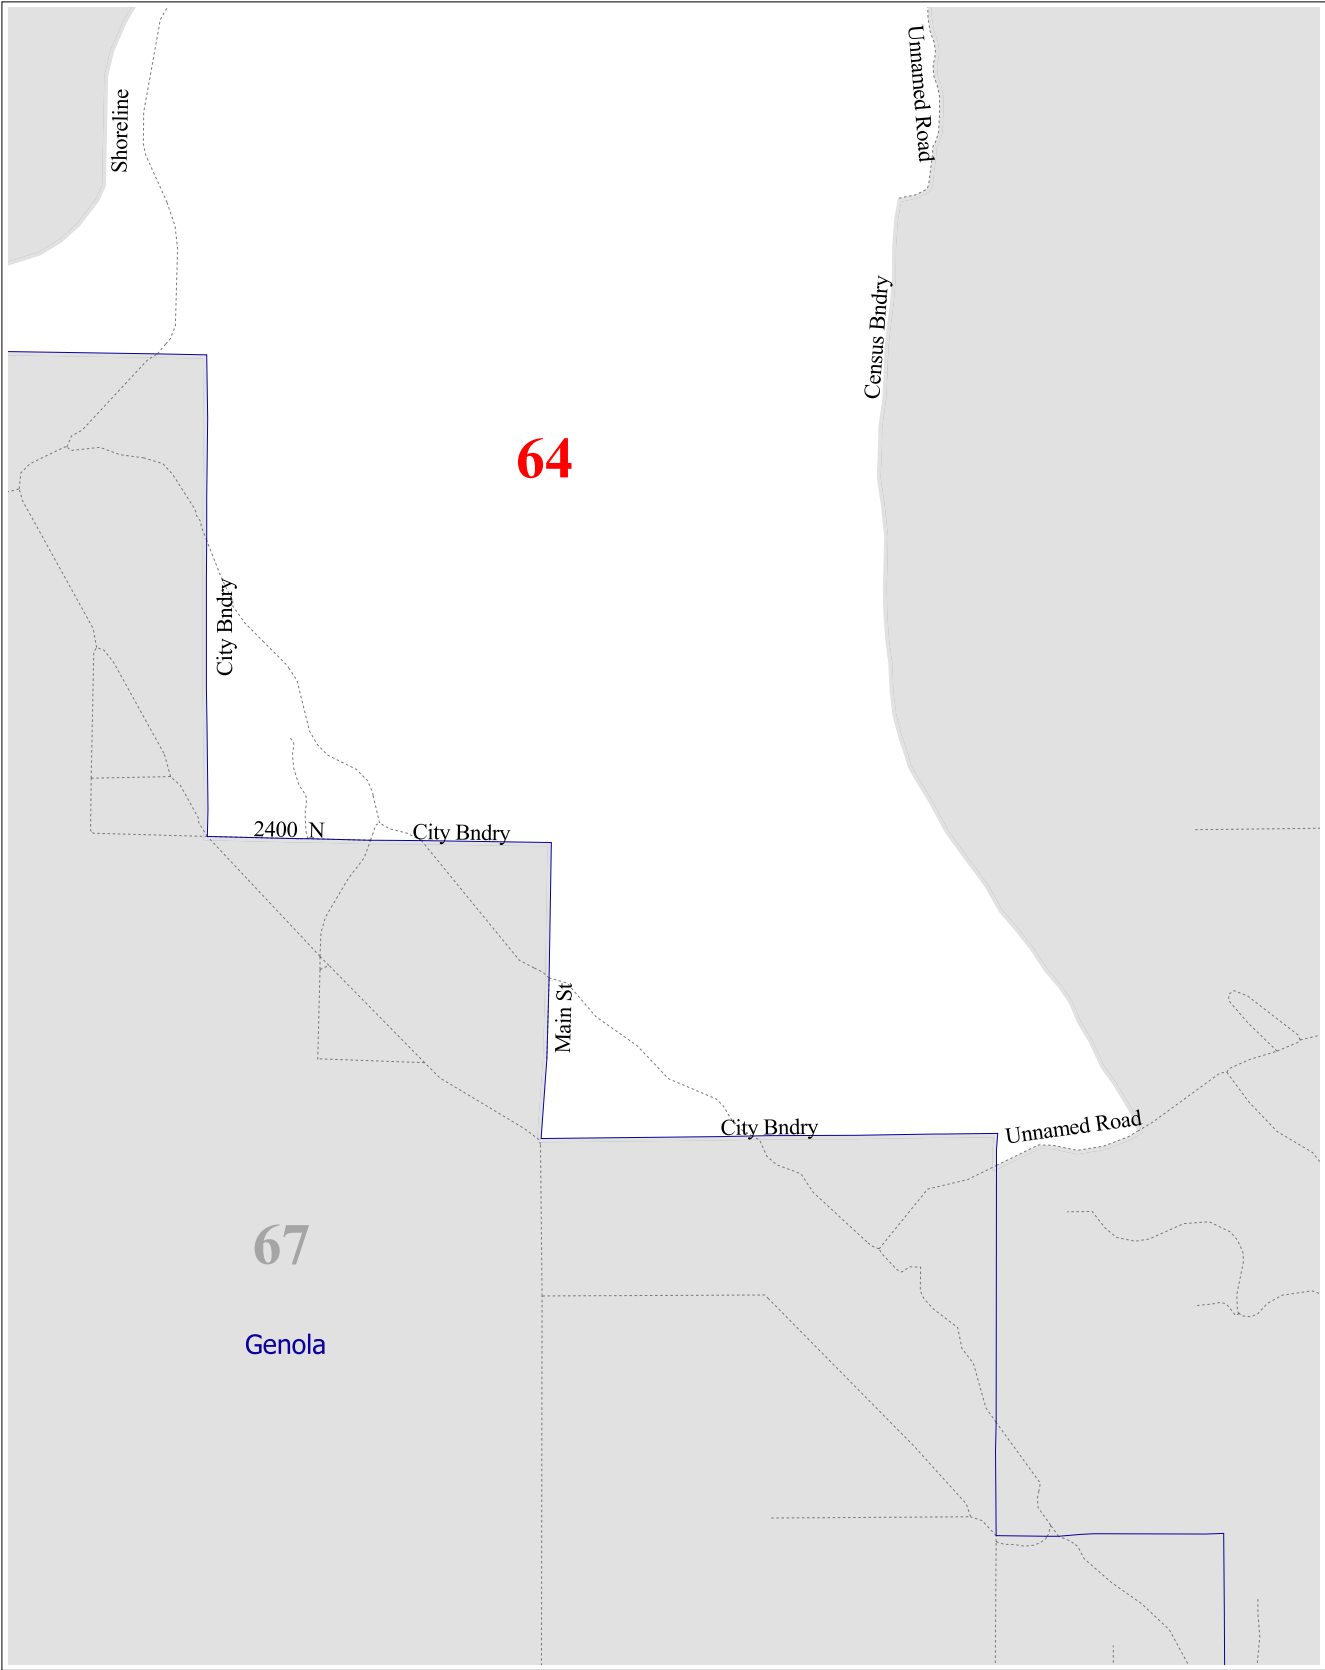 Unnamed Road
Shoreline
Census Bndry
64
City Bndry
2400 N
City Bndry
Main St
City Bndry
Unnamed Road
67
Genola